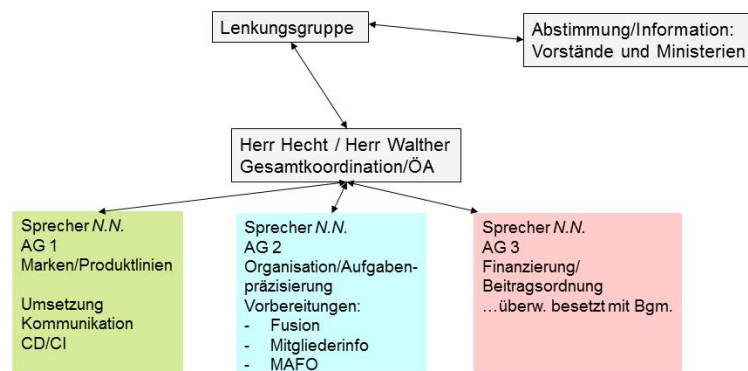 Lenkungsgruppe
Abstimmung/Information:
Vorstände und Ministerien
Herr Hecht / Herr Walther
Gesamtkoordination/ÖA
Sprecher N.N.
AG 1
Marken/Produktlinien
Umsetzung
Kommunikation
CD/CI
Sprecher N.N.
AG 2
Organisation/Aufgaben-
präzisierung
Vorbereitungen:
- Fusion
- Mitgliederinfo
- MAFO
Sprecher N.N.
AG 3
Finanzierung/
Beitragsordnung
…überw. besetzt mit Bgm.